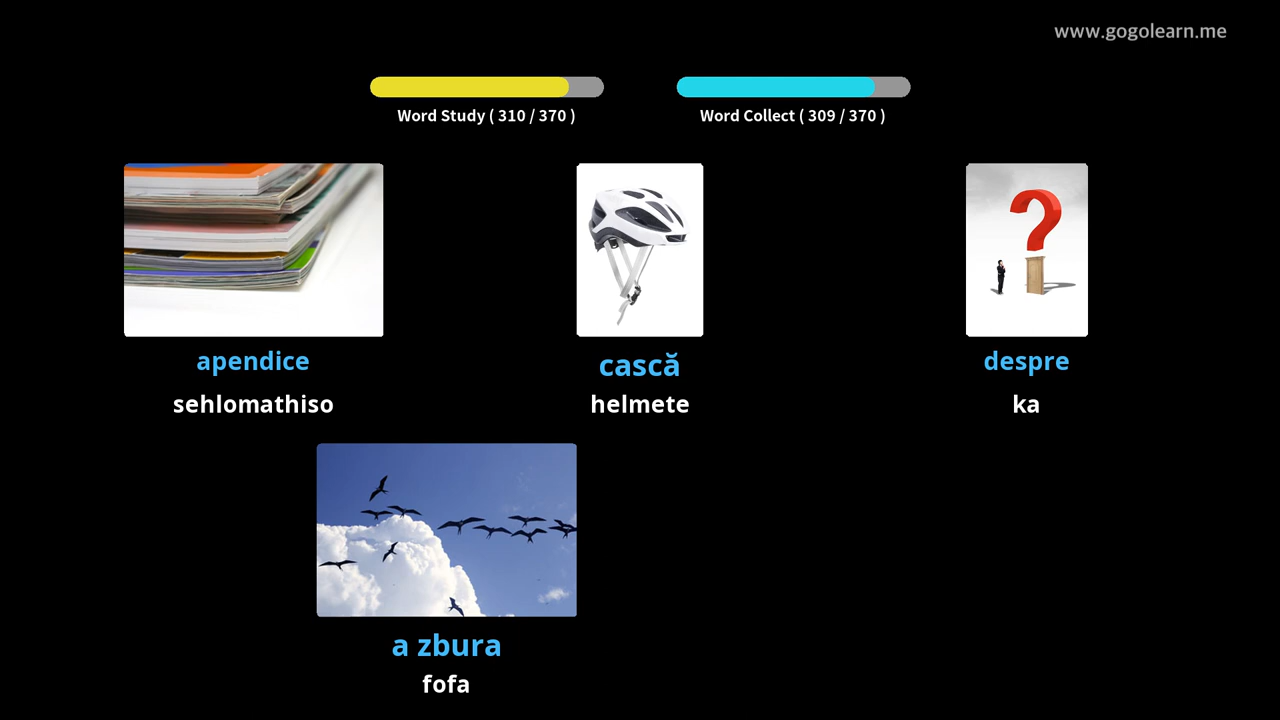 www.gogolearn.me
Word Study ( 310 / 370 )
Word Collect ( 309 / 370 )
apendice
cască
despre
sehlomathiso
helmete
ka
a zbura
fofa